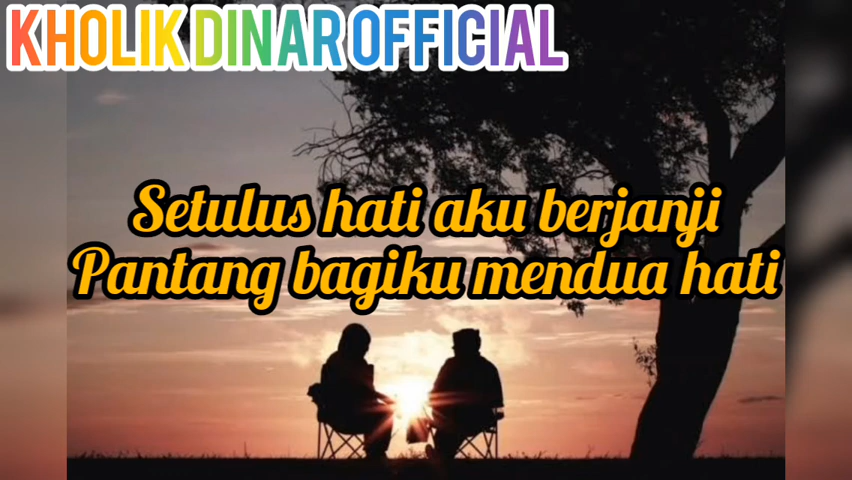 KHOLIK DINAR OFFICIAL
Setulus hati aku berjanji
Pantang bagiku mendua hati